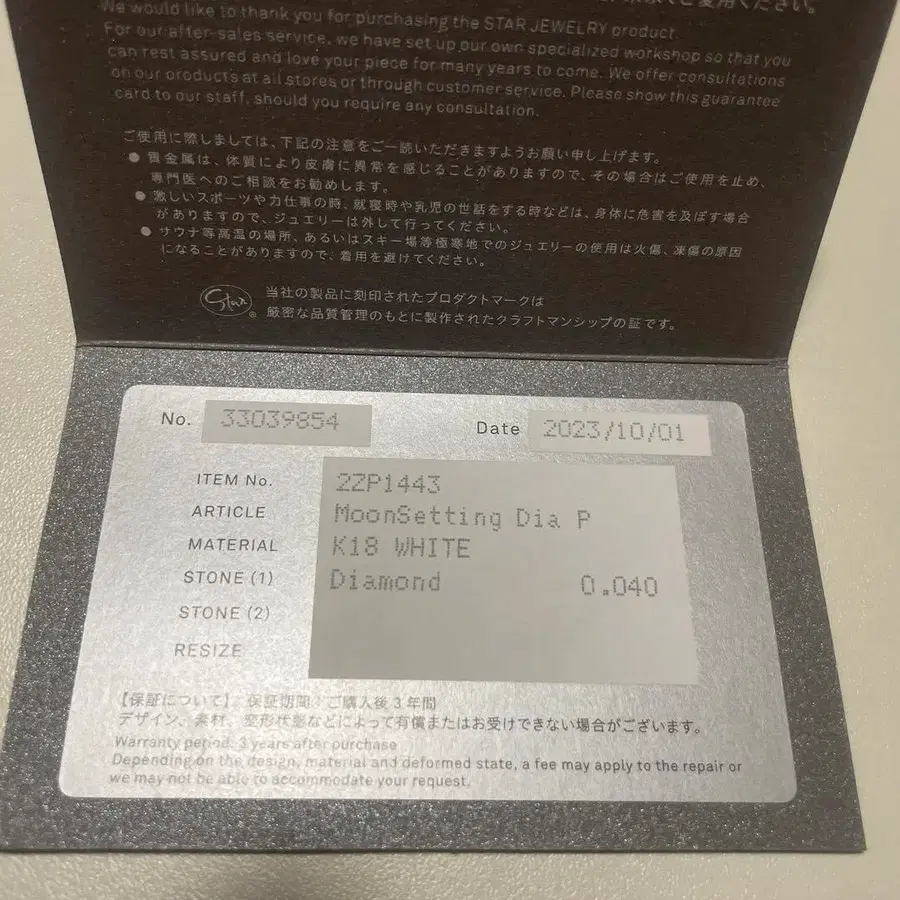 てご使用ください。
We would like to thank you for purchasing the STAR JEWELRY product.
For our after-sales service, we have set up our own specialized workshop so that you
can rest assured and love your piece for many years to come. We offer consultations
on our products at all stores or through customer service. Please show this guarantee
card to our staff, should you require any consultation.
ご使用に際しましては、下記の注意をご一読いただきますようお願い申し上げます。
● 貴金属は、体質により皮膚に異常を感じることがありますので、その場合はご使用を止め、
専門医へのご相談をお勧めします。
● 激しいスポーツや力仕事の時、就寝時や乳児の世話をする時などは、身体に危害を及ぼす場合
がありますので、ジュエリーは外して行ってください。
● サウナ等高温の場所、あるいはスキー場等極寒地でのジュエリーの使用は火傷、凍傷の原因
になることがありますので、着用を避けてください。
Star ® 当社の製品に刻印されたプロダクトマークは
厳密な品質管理のもとに製作されたクラフトマンシップの証です。
No. 33039854 Date 2023/10/01
ITEM No. 2ZP1443
ARTICLE MoonSetting Dia P
MATERIAL K18 WHITE
STONE (1) Diamond 0.040
STONE (2)
RESIZE
【保証について】 保証期間：ご購入後3年間
デザイン、素材、変形状態などによって有償またはお受けできない場合がございます。
Warranty period: 3 years after purchase
Depending on the design, material and deformed state, a fee may apply to the repair or
we may not be able to accommodate your request.